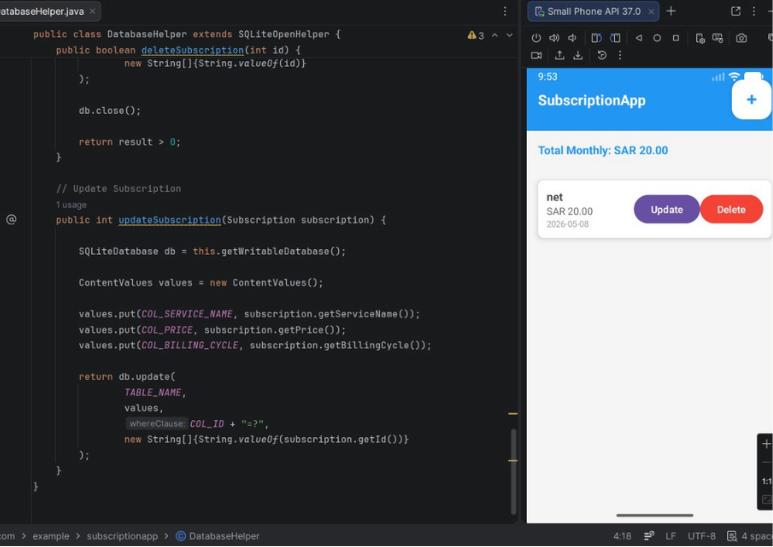 atabaseHelper.java ×
public class DatabaseHelper extends SQLiteOpenHelper {
3
public boolean deleteSubscription(int id) {
new String[]{String.valueOf(id)}
);
db.close();
return result > 0;
}
// Update Subscription
1 usage
@
public int updateSubscription(Subscription subscription) {
SQLiteDatabase db = this.getWritableDatabase();
ContentValues values = new ContentValues();
values.put(COL_SERVICE_NAME, subscription.getServiceName());
values.put(COL_PRICE, subscription.getPrice());
values.put(COL_BILLING_CYCLE, subscription.getBillingCycle());
return db.update(
TABLE_NAME,
values,
whereClause: COL_ID + "=?",
new String[]{String.valueOf(subscription.getId())}
);
}
}
om > example > subscriptionapp > DatabaseHelper
Small Phone API 37.0 × +
9:53
SubscriptionApp
+
Total Monthly: SAR 20.00
net
SAR 20.00
2026-05-08
Update
Delete
+
1:1
4:18 LF UTF-8 4 spac